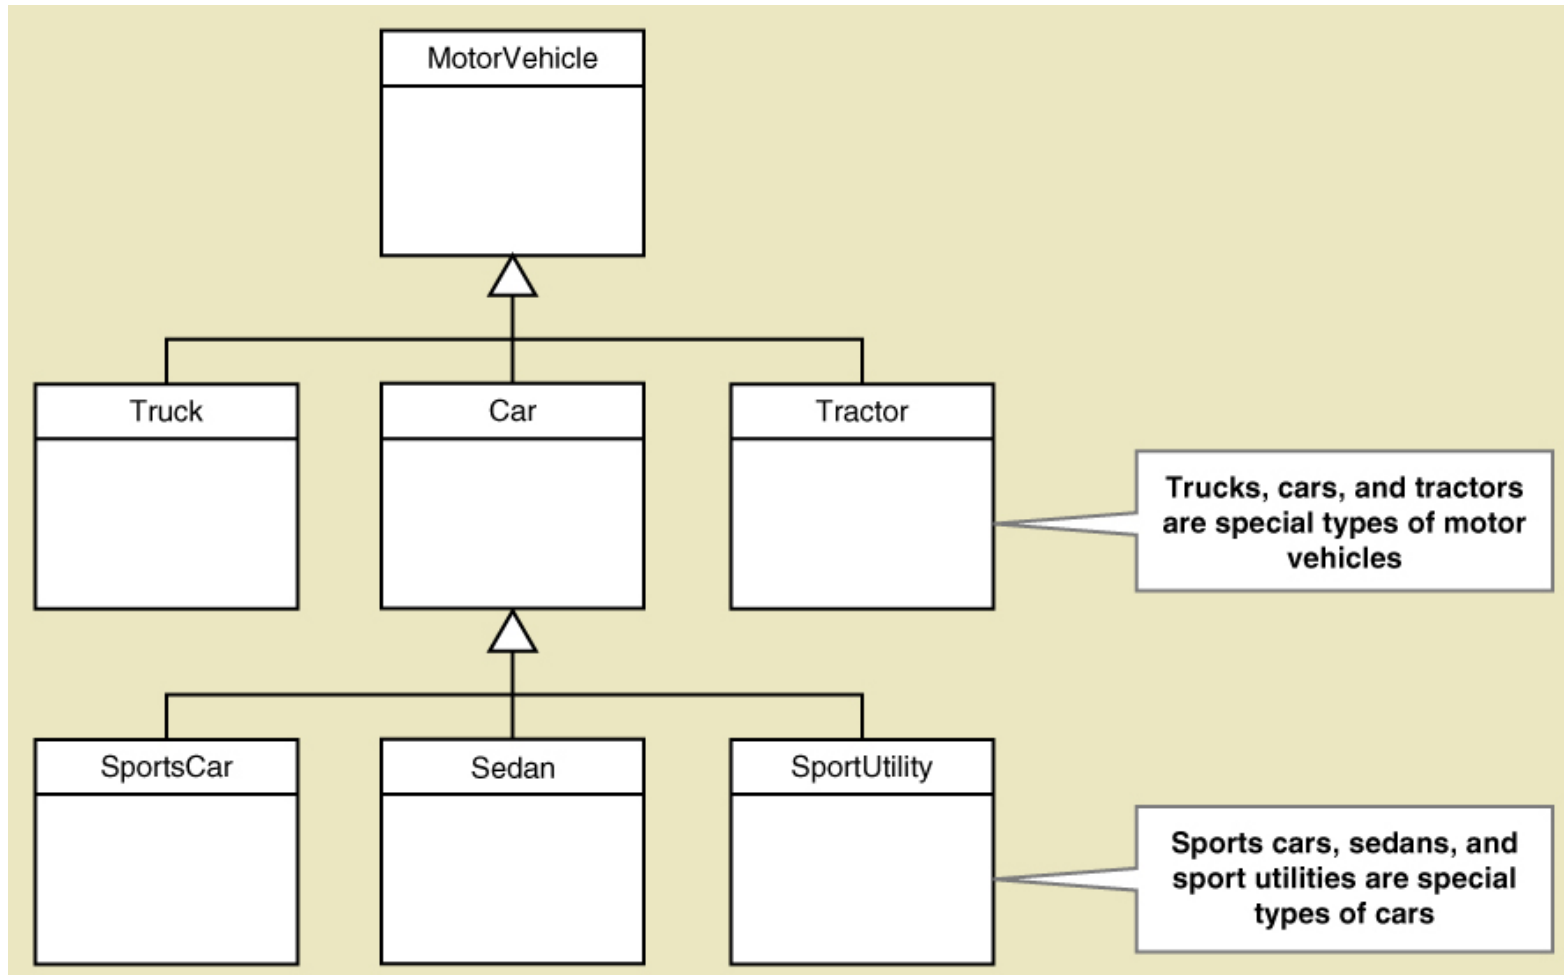 MotorVehicle
Truck
Car
Tractor
Trucks, cars, and tractors
are special types of motor
vehicles
SportsCar
Sedan
SportUtility
Sports cars, sedans, and
sport utilities are special
types of cars